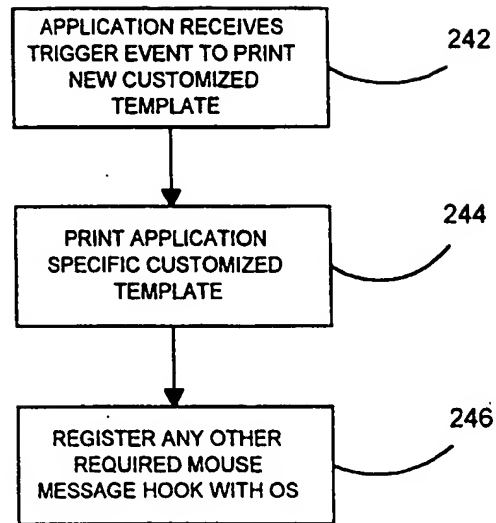 APPLICATION RECEIVES
TRIGGER EVENT TO PRINT
NEW CUSTOMIZED
TEMPLATE
242
PRINT APPLICATION
SPECIFIC CUSTOMIZED
TEMPLATE
244
REGISTER ANY OTHER
REQUIRED MOUSE
MESSAGE HOOK WITH OS
246